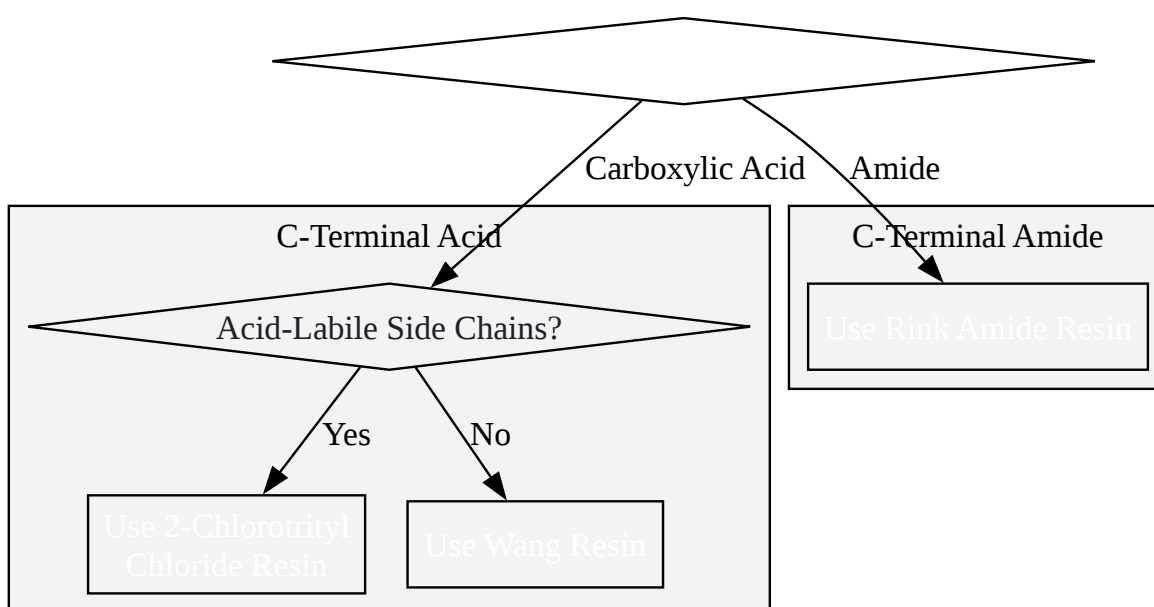 Carboxylic Acid
Amide
C-Terminal Acid
C-Terminal Amide
Acid-Labile Side Chains?
Use Rink Amide Resin
Yes
No
Use 2-Chlorotrityl
Chloride Resin
Use Wang Resin